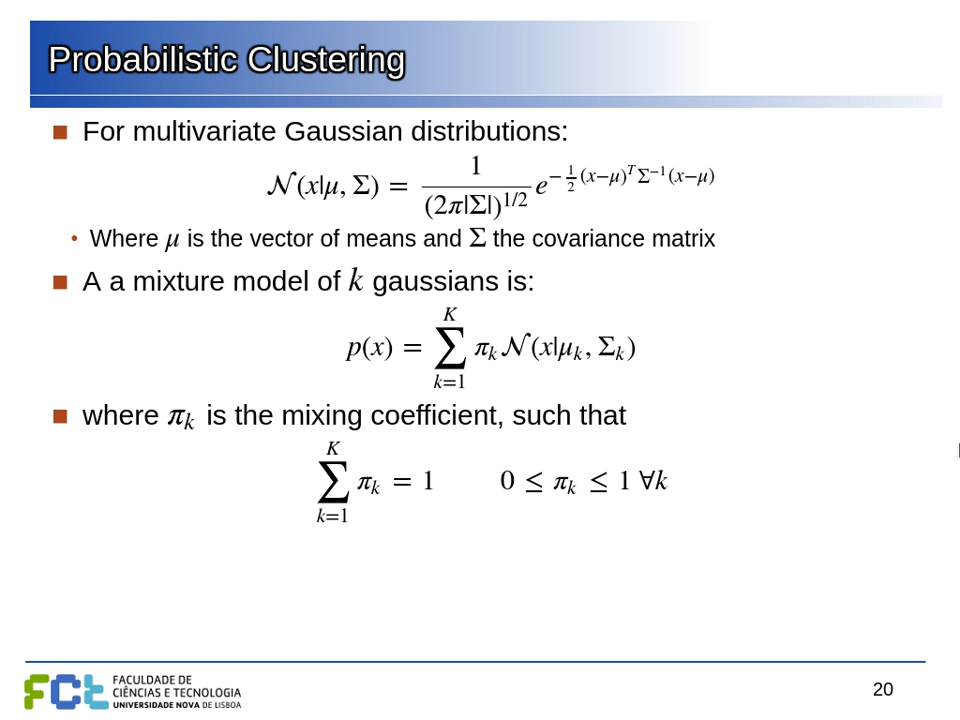 Probabilistic Clustering
For multivariate Gaussian distributions:
𝒩(x|μ, Σ) = 1 / (2π|Σ|)^{1/2} e^{−\frac{1}{2}(x−μ)^T Σ^{−1}(x−μ)}
Where μ is the vector of means and Σ the covariance matrix
A a mixture model of k gaussians is:
p(x) = ∑_{k=1}^{K} π_k 𝒩(x|μ_k, Σ_k)
where π_k is the mixing coefficient, such that
∑_{k=1}^{K} π_k = 1 0 ≤ π_k ≤ 1 ∀k
FCt
FACULDADE DE
CIÊNCIAS E TECNOLOGIA
UNIVERSIDADE NOVA DE LISBOA
20